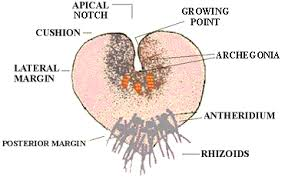 APICAL
NOTCH
GROWING
POINT
CUSHION
ARCHEGONIA
LATERAL
MARGIN
ANTHERIDIUM
POSTERIOR MARGIN
RHIZOIDS